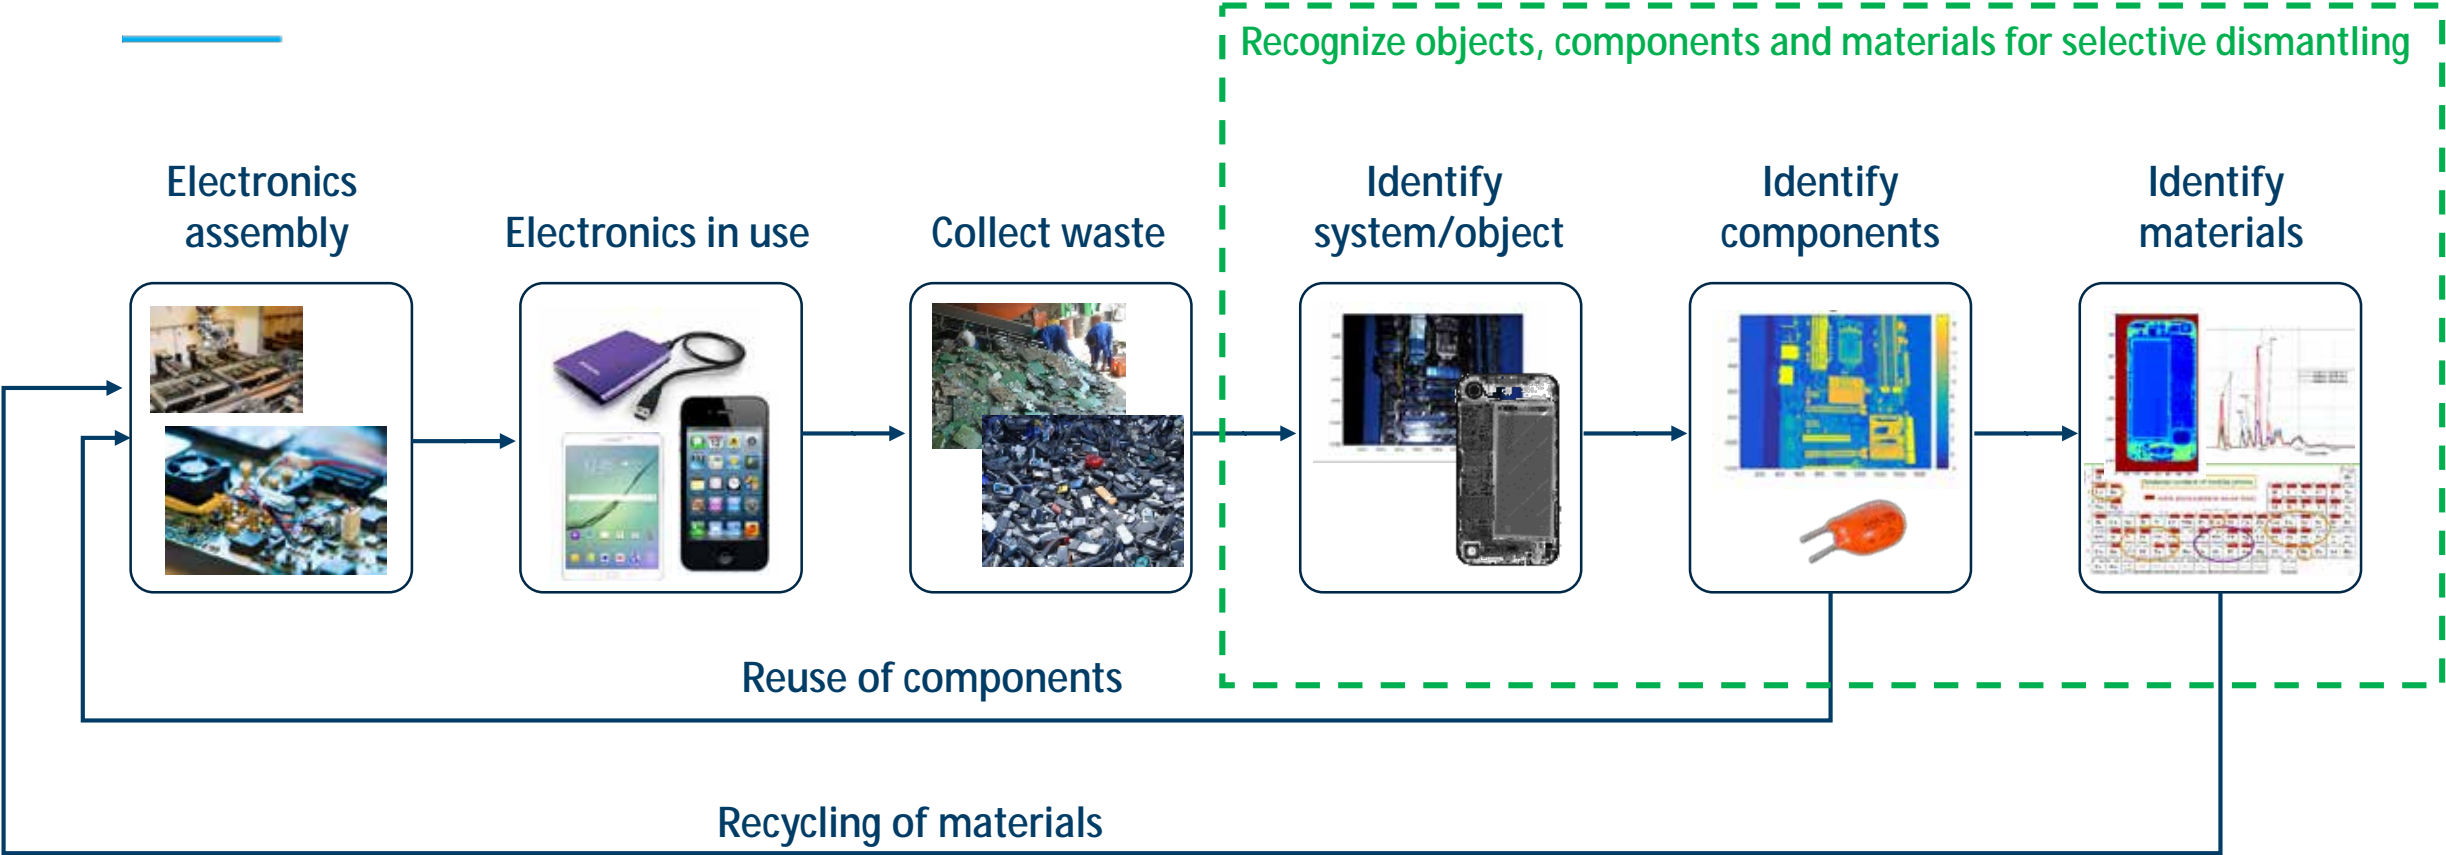 Recognize objects, components and materials for selective dismantling
Electronics
assembly
Electronics in use
Collect waste
Identify
system/object
Identify
components
Identify
materials
Reuse of components
Recycling of materials